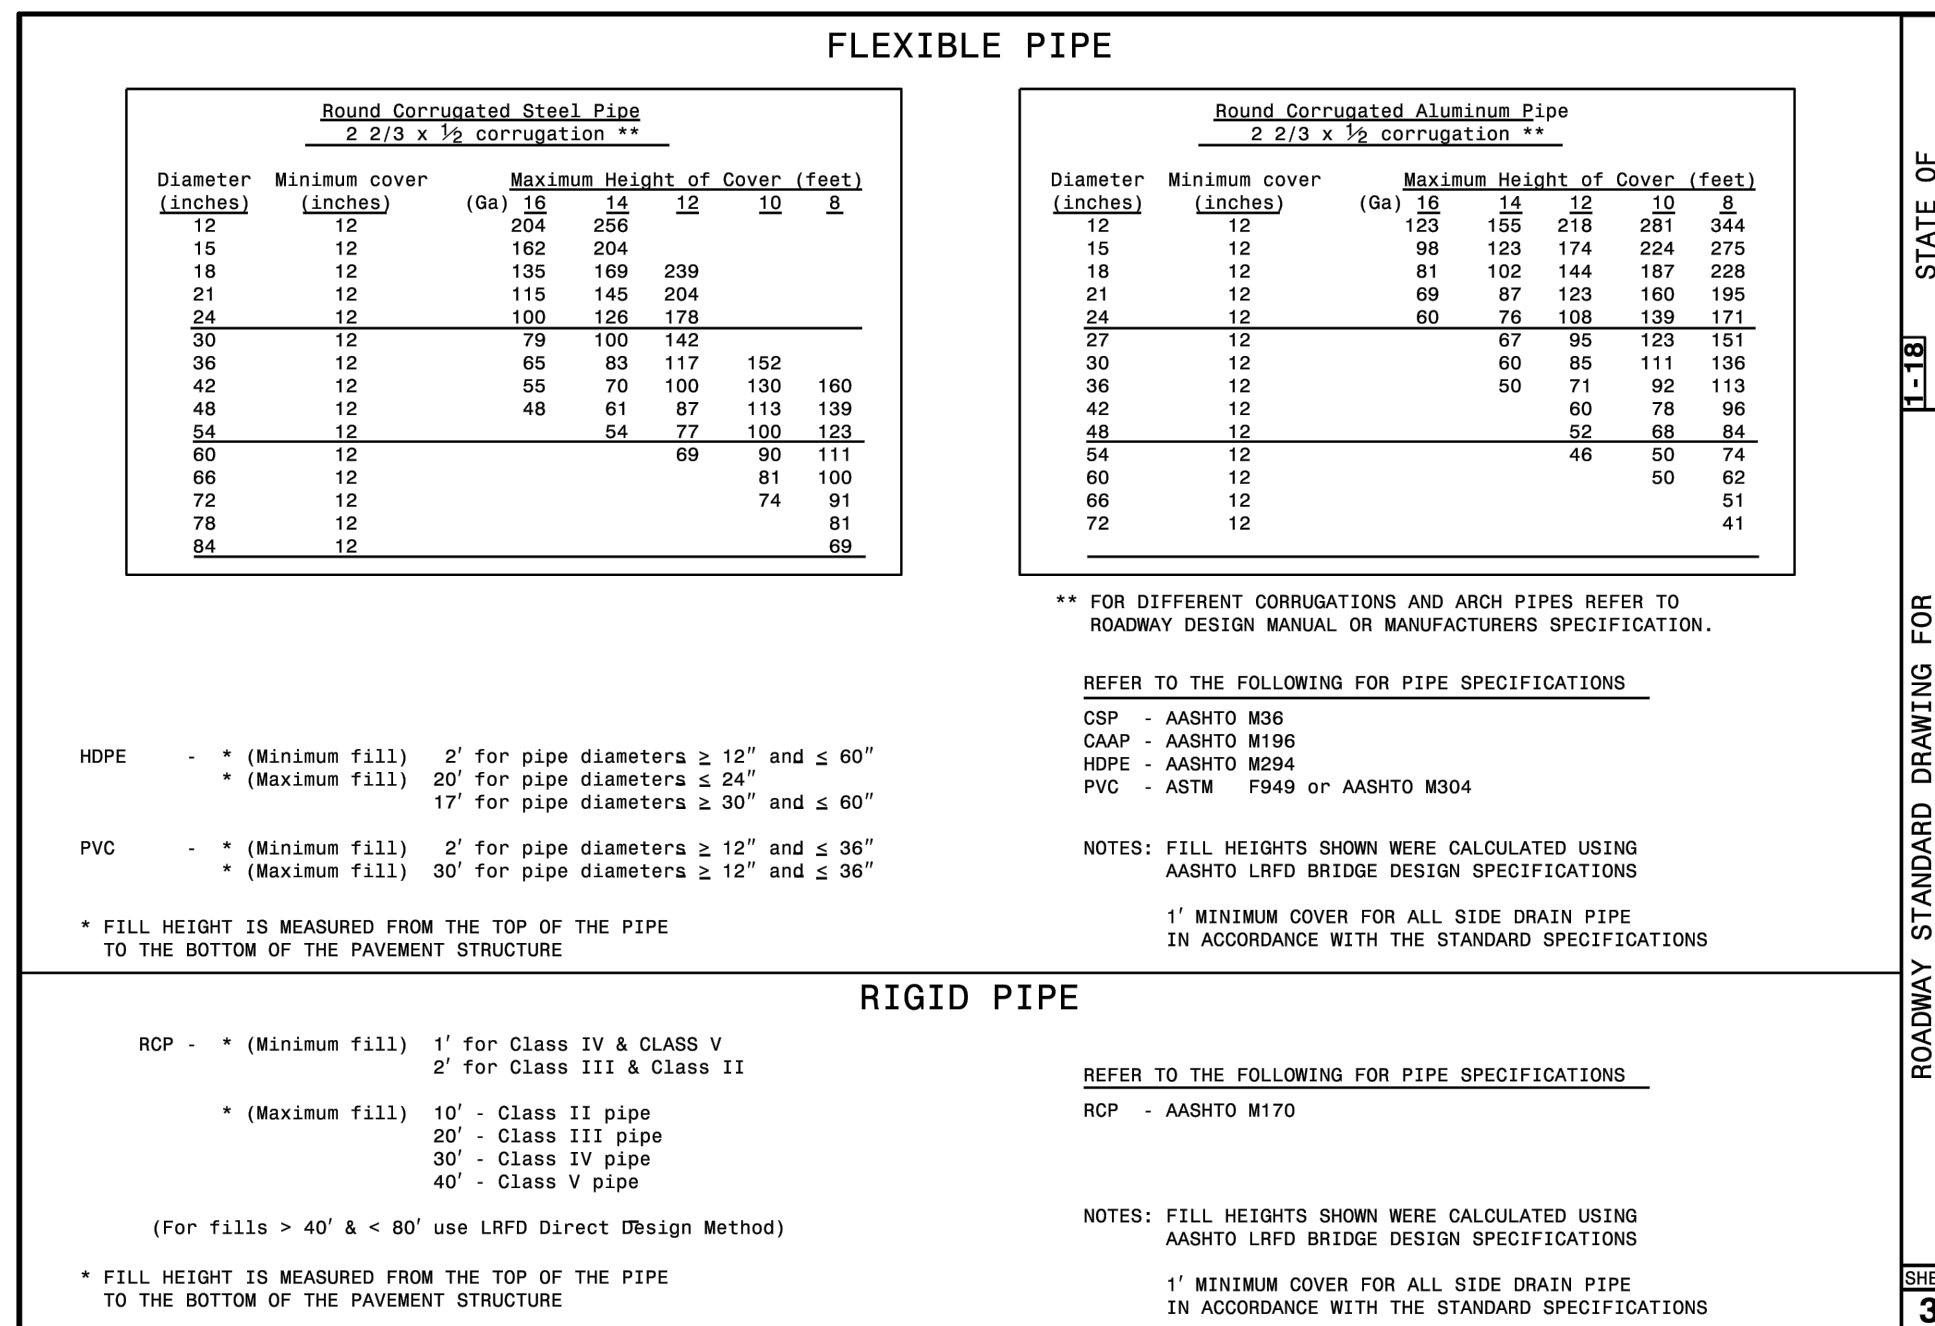 FLEXIBLE PIPE
Round Corrugated Steel Pipe
2 2/3 x ½ corrugation **
Diameter Minimum cover Maximum Height of Cover (feet)
(inches) (inches) (Ga) 16 14 12 10 8
12 12 204 256
15 12 162 204
18 12 135 169 239
21 12 115 145 204
24 12 100 126 178
30 12 79 100 142
36 12 65 83 117 152
42 12 55 70 100 130 160
48 12 48 61 87 113 139
54 12 54 77 100 123
60 12 69 90 111
66 12 81 100
72 12 74 91
78 12 81
84 12 69
Round Corrugated Aluminum Pipe
2 2/3 x ½ corrugation **
Diameter Minimum cover Maximum Height of Cover (feet)
(inches) (inches) (Ga) 16 14 12 10 8
12 12 123 155 218 281 344
15 12 98 123 174 224 275
18 12 81 102 144 187 228
21 12 69 87 123 160 195
24 12 60 76 108 139 171
27 12 67 95 123 151
30 12 60 85 111 136
36 12 50 71 92 113
42 12 60 78 96
48 12 52 68 84
54 12 46 50 74
60 12 50 62
66 12 51
72 12 41
** FOR DIFFERENT CORRUGATIONS AND ARCH PIPES REFER TO
ROADWAY DESIGN MANUAL OR MANUFACTURERS SPECIFICATION.
REFER TO THE FOLLOWING FOR PIPE SPECIFICATIONS
CSP - AASHTO M36
CAAP - AASHTO M196
HDPE - AASHTO M294
PVC - ASTM F949 or AASHTO M304
HDPE - * (Minimum fill) 2' for pipe diameters ≥ 12" and ≤ 60"
* (Maximum fill) 20' for pipe diameters ≤ 24"
17' for pipe diameters ≥ 30" and ≤ 60"
PVC - * (Minimum fill) 2' for pipe diameters ≥ 12" and ≤ 36"
* (Maximum fill) 30' for pipe diameters ≥ 12" and ≤ 36"
* FILL HEIGHT IS MEASURED FROM THE TOP OF THE PIPE
TO THE BOTTOM OF THE PAVEMENT STRUCTURE
NOTES: FILL HEIGHTS SHOWN WERE CALCULATED USING
AASHTO LRFD BRIDGE DESIGN SPECIFICATIONS
1' MINIMUM COVER FOR ALL SIDE DRAIN PIPE
IN ACCORDANCE WITH THE STANDARD SPECIFICATIONS
RIGID PIPE
RCP - * (Minimum fill) 1' for Class IV & CLASS V
2' for Class III & Class II
* (Maximum fill) 10' - Class II pipe
20' - Class III pipe
30' - Class IV pipe
40' - Class V pipe
(For fills > 40' & < 80' use LRFD Direct Design Method)
* FILL HEIGHT IS MEASURED FROM THE TOP OF THE PIPE
TO THE BOTTOM OF THE PAVEMENT STRUCTURE
REFER TO THE FOLLOWING FOR PIPE SPECIFICATIONS
RCP - AASHTO M170
NOTES: FILL HEIGHTS SHOWN WERE CALCULATED USING
AASHTO LRFD BRIDGE DESIGN SPECIFICATIONS
1' MINIMUM COVER FOR ALL SIDE DRAIN PIPE
IN ACCORDANCE WITH THE STANDARD SPECIFICATIONS
STATE OF
1-18
ROADWAY STANDARD DRAWING FOR
3